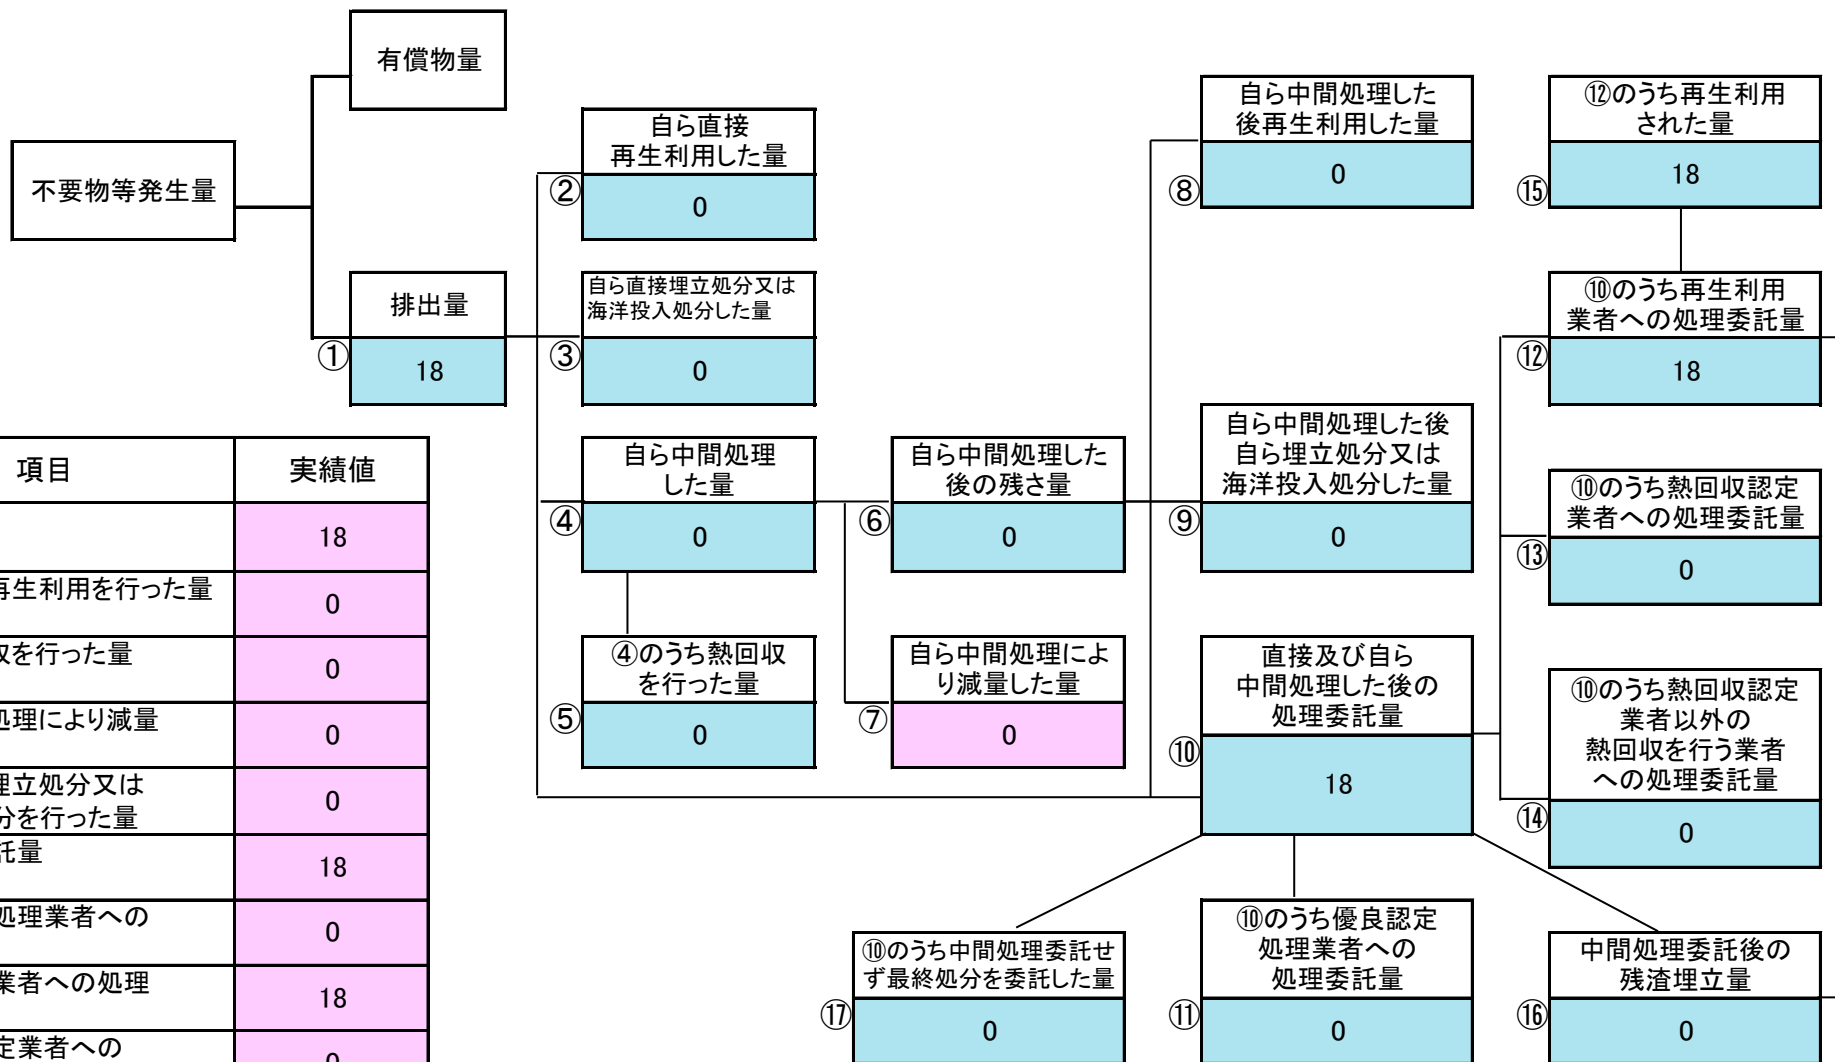 有償物量
不要物等発生量
排出量
①
18
自ら直接
再生利用した量
②
0
自ら直接埋立処分又は
海洋投入処分した量
③
0
自ら中間処理
した量
④
0
④のうち熱回収
を行った量
⑤
0
自ら中間処理した
後の残さ量
⑥
0
自ら中間処理によ
り減量した量
⑦
0
自ら中間処理した
後再生利用した量
⑧
0
自ら中間処理した後
自ら埋立処分又は
海洋投入処分した量
⑨
0
直接及び自ら
中間処理した後の
処理委託量
⑩
18
⑫のうち再生利用
された量
⑮
18
⑩のうち再生利用
業者への処理委託量
⑫
18
⑩のうち熱回収認定
業者への処理委託量
⑬
0
⑩のうち熱回収認定
業者以外の
熱回収を行う業者
への処理委託量
⑭
0
⑩のうち中間処理委託せ
ず最終処分を委託した量
⑰
0
⑩のうち優良認定
処理業者への
処理委託量
⑪
0
中間処理委託後の
残渣埋立量
⑯
0
項目 実績値
18
再生利用を行った量 0
を行った量 0
処理により減量 0
埋立処分又は
を行った量 0
託量 18
処理業者への 0
業者への処理 18
定業者への 0